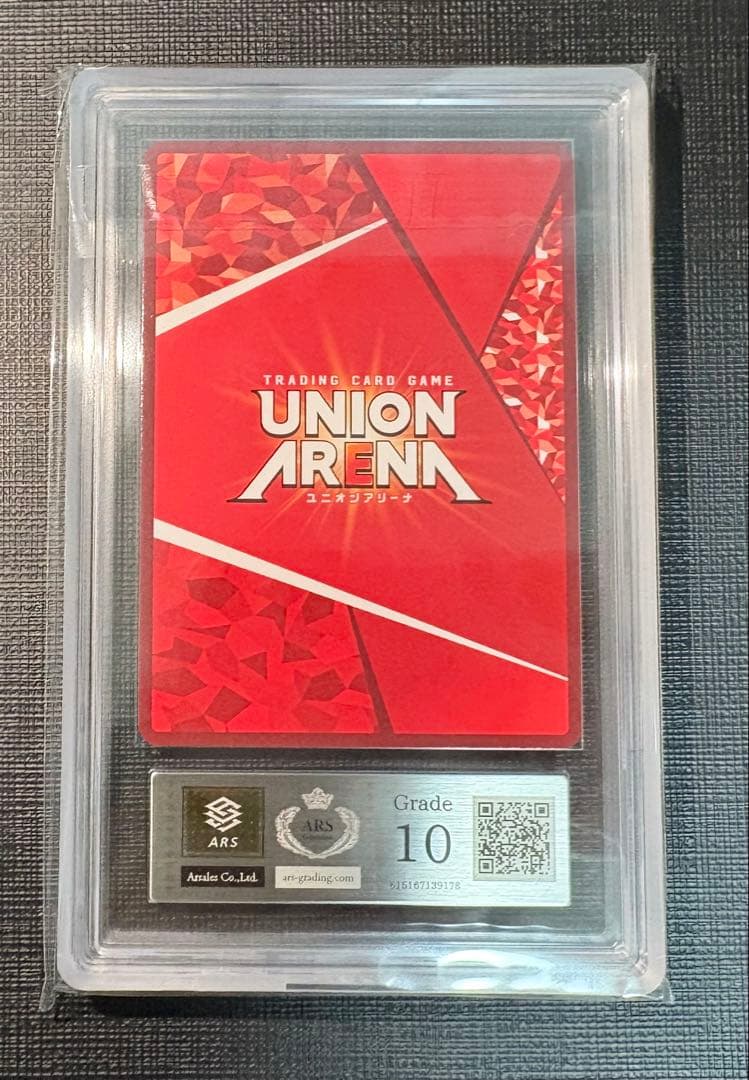 TRADING CARD GAME
UNION
ARENA
ユニオンアリーナ
ARS
Arsales Co.,Ltd.
ARS
ars-grading.com
Grade
10